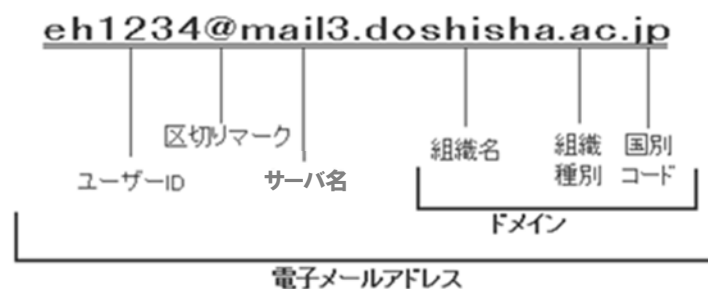 eh1234@mail3.doshisha.ac.jp
区切りマーク
ユーザーID
サーバ名
組織名
組織
種別
国別
コード
ドメイン
電子メールアドレス